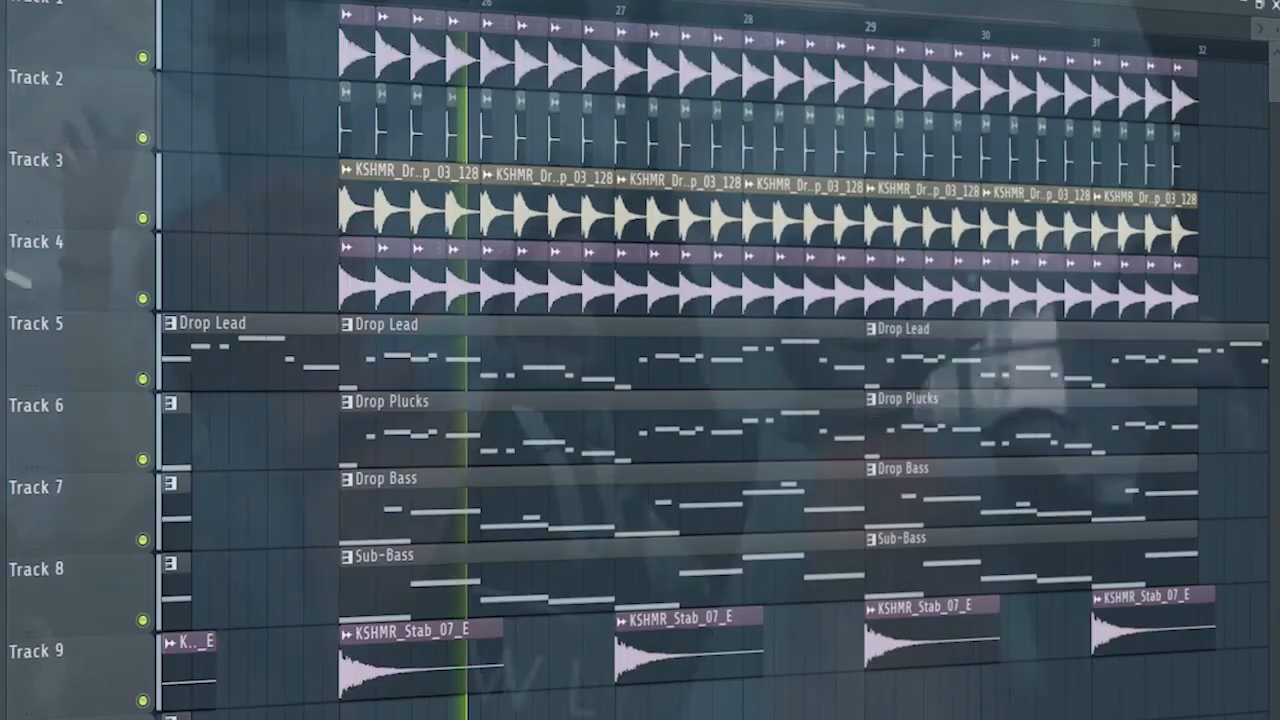 26 27 28 29 30 31 32
Track 2
Track 3
KSHMR_Dr..p_03_128 KSHMR_Dr..p_03_128 KSHMR_Dr..p_03_128 KSHMR_Dr..p_03_128 KSHMR_Dr..p_03_128 KSHMR_Dr..p_03_128 KSHMR_Dr..p_03_128
Track 4
Track 5
Drop Lead Drop Lead Drop Lead
Track 6
Drop Plucks Drop Plucks
Track 7
Drop Bass Drop Bass
Track 8
Sub-Bass Sub-Bass
Track 9
K.._E KSHMR_Stab_07_E KSHMR_Stab_07_E KSHMR_Stab_07_E KSHMR_Stab_07_E